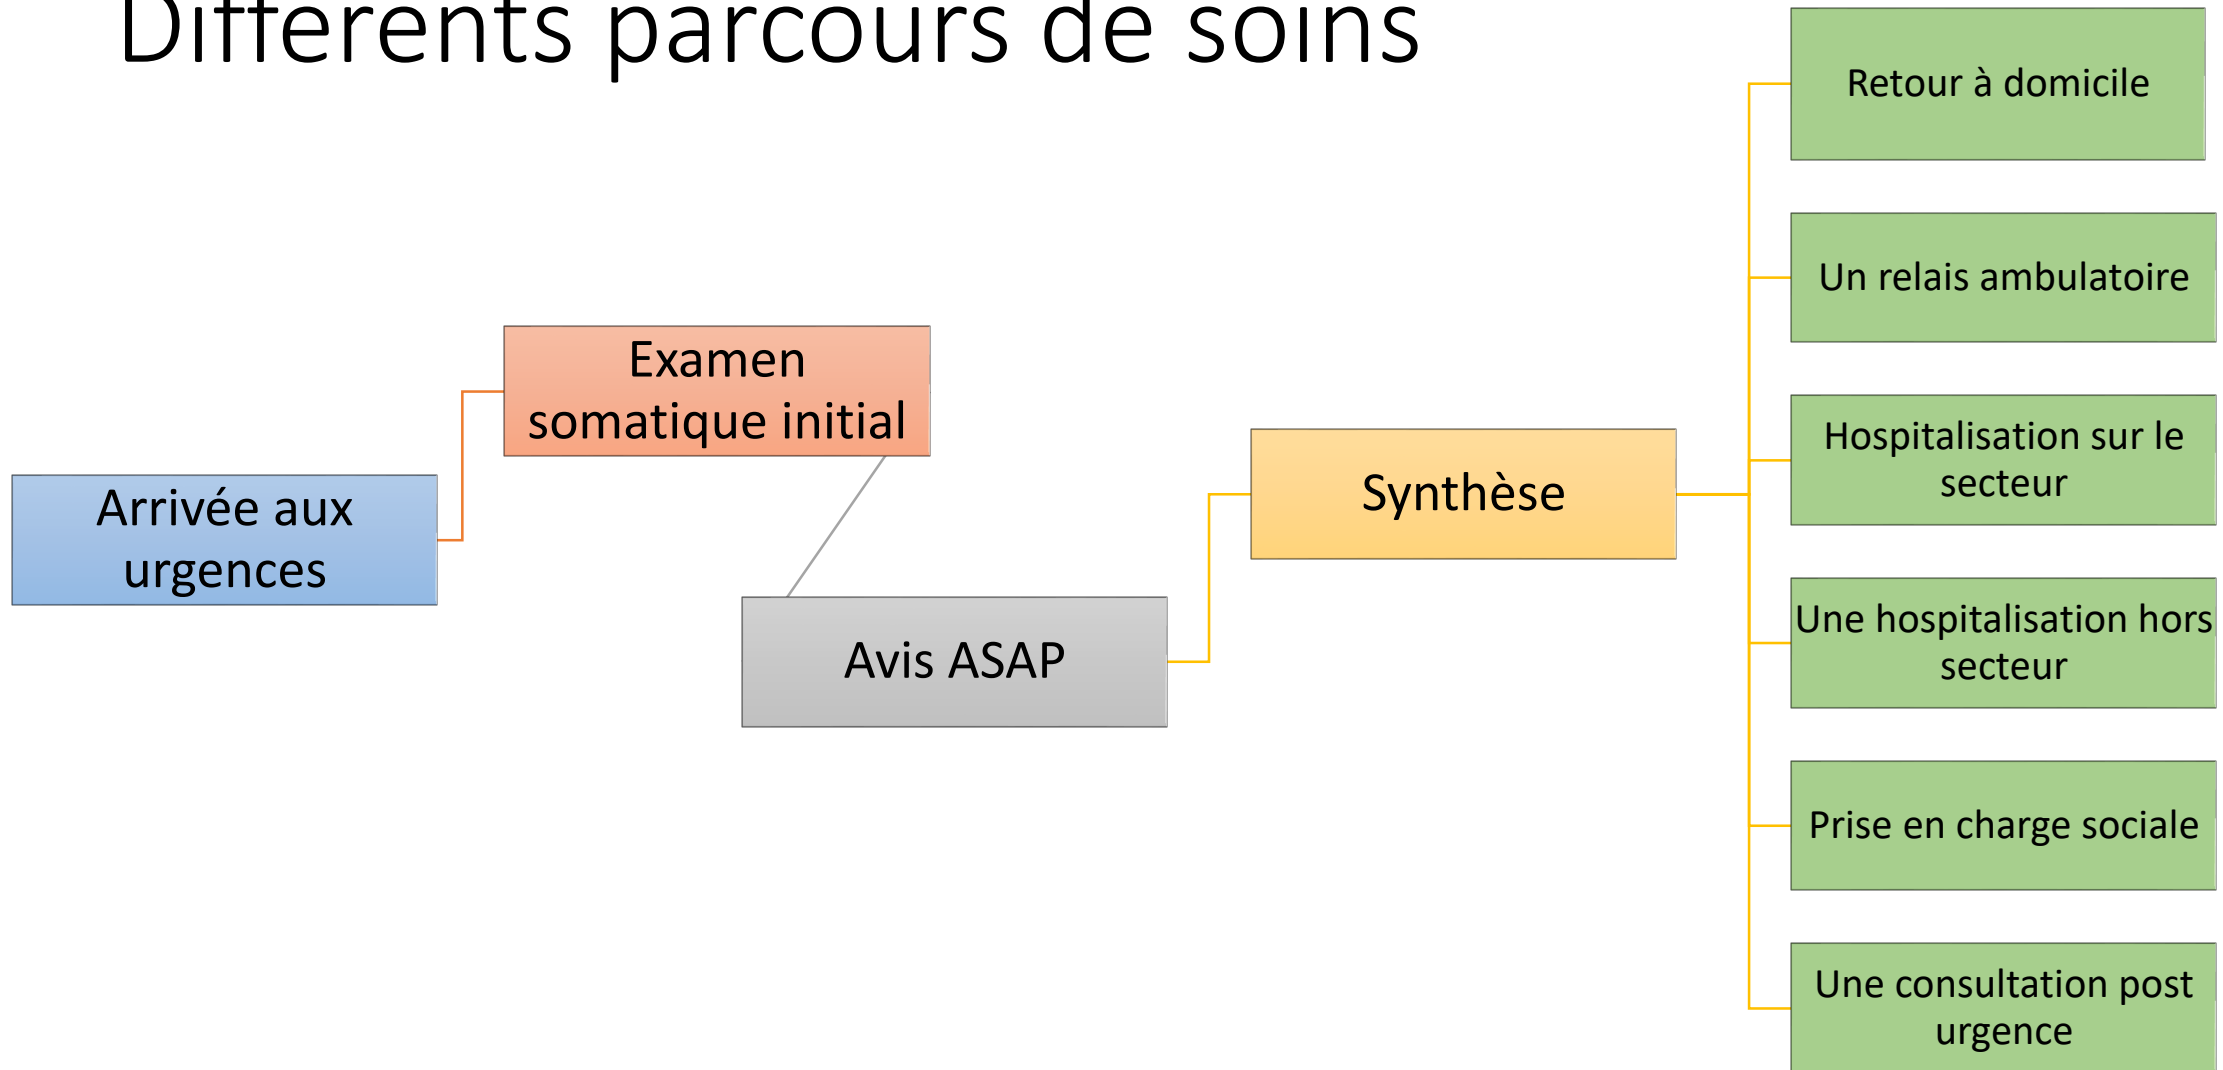 Différents parcours de soins
Retour à domicile
Un relais ambulatoire
Examen
somatique initial
Hospitalisation sur le
secteur
Arrivée aux
urgences
Synthèse
Une hospitalisation hors
secteur
Avis ASAP
Prise en charge sociale
Une consultation post
urgence